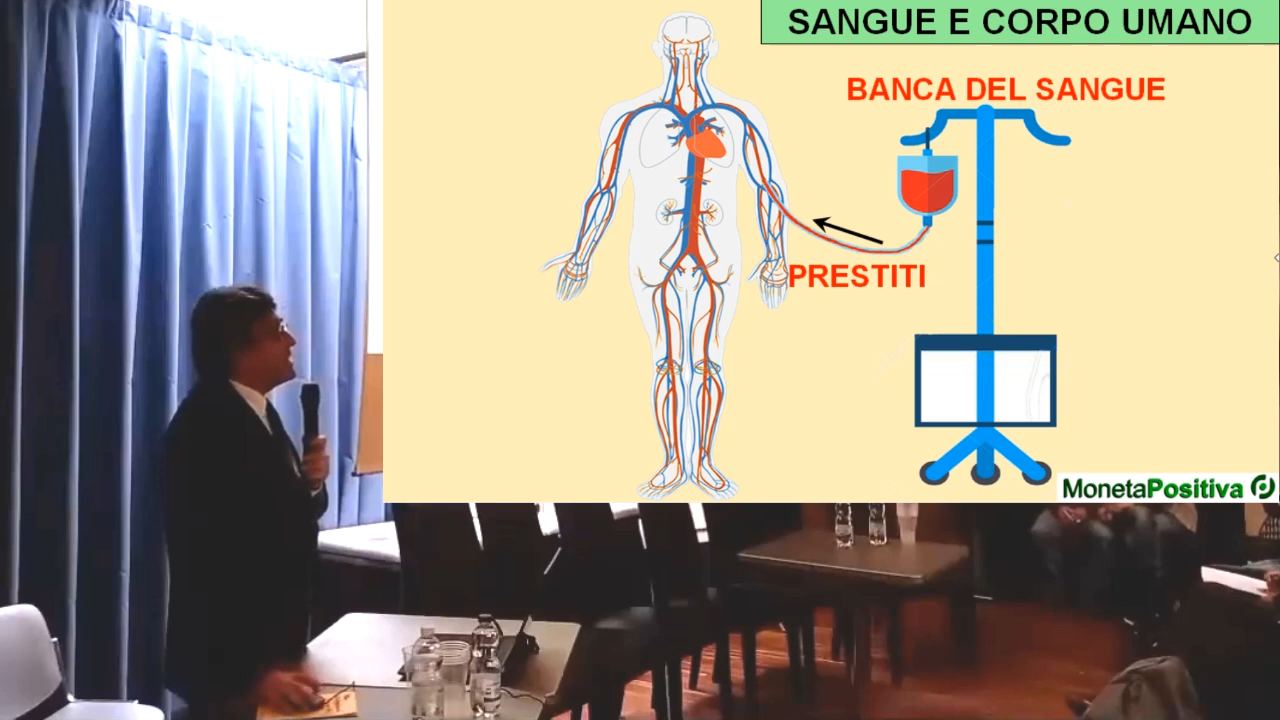 SANGUE E CORPO UMANO
BANCA DEL SANGUE
PRESTITI
MonetaPositiva